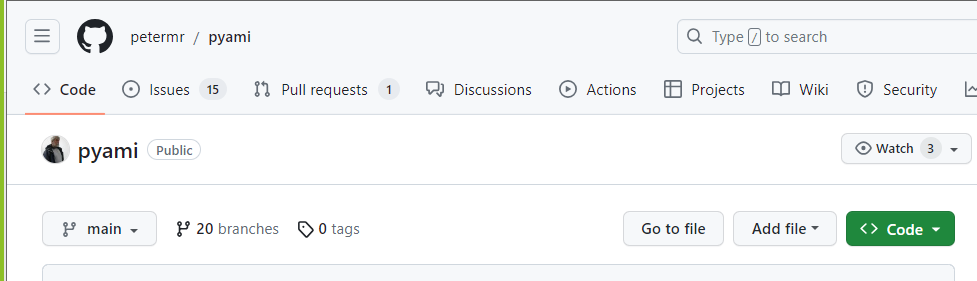 petermr / pyami
Type / to search
Code Issues 15 Pull requests 1 Discussions Actions Projects Wiki Security
pyami Public
Watch 3
main 20 branches 0 tags Go to file Add file Code